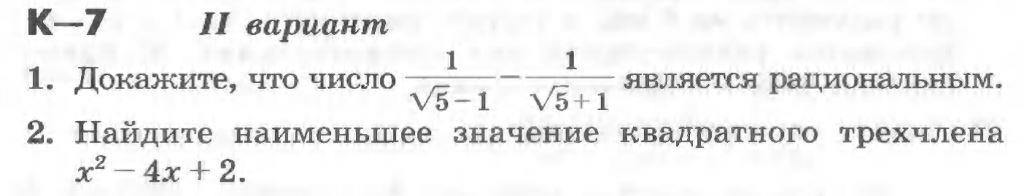 К—7 II вариант
1. Докажите, что число 1/(√5−1) − 1/(√5+1) является рациональным.
2. Найдите наименьшее значение квадратного трехчлена
x² − 4x + 2.